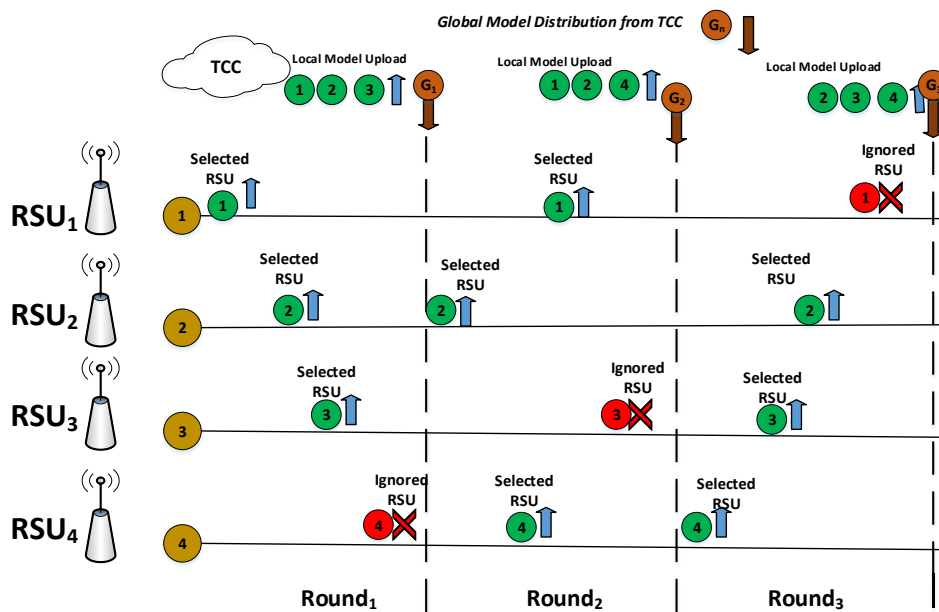 Global Model Distribution from TCC
Gn
TCC
Local Model Upload
1 2 3
G1
Local Model Upload
1 2 4
G2
Local Model Upload
2 3 4
RSU1
1
Selected
RSU
1
Selected
RSU
1
Ignored
RSU
1
RSU2
2
Selected
RSU
2
Selected
RSU
2
Selected
RSU
2
RSU3
3
Selected
RSU
3
Ignored
RSU
3
Selected
RSU
3
RSU4
4
Ignored
RSU
4
Selected
RSU
4
Selected
RSU
4
Round1
Round2
Round3